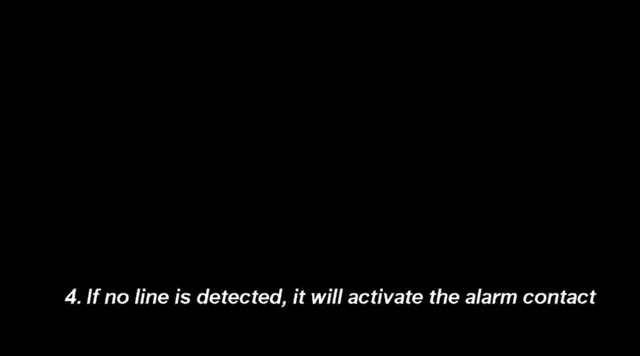 4. If no line is detected, it will activate the alarm contact